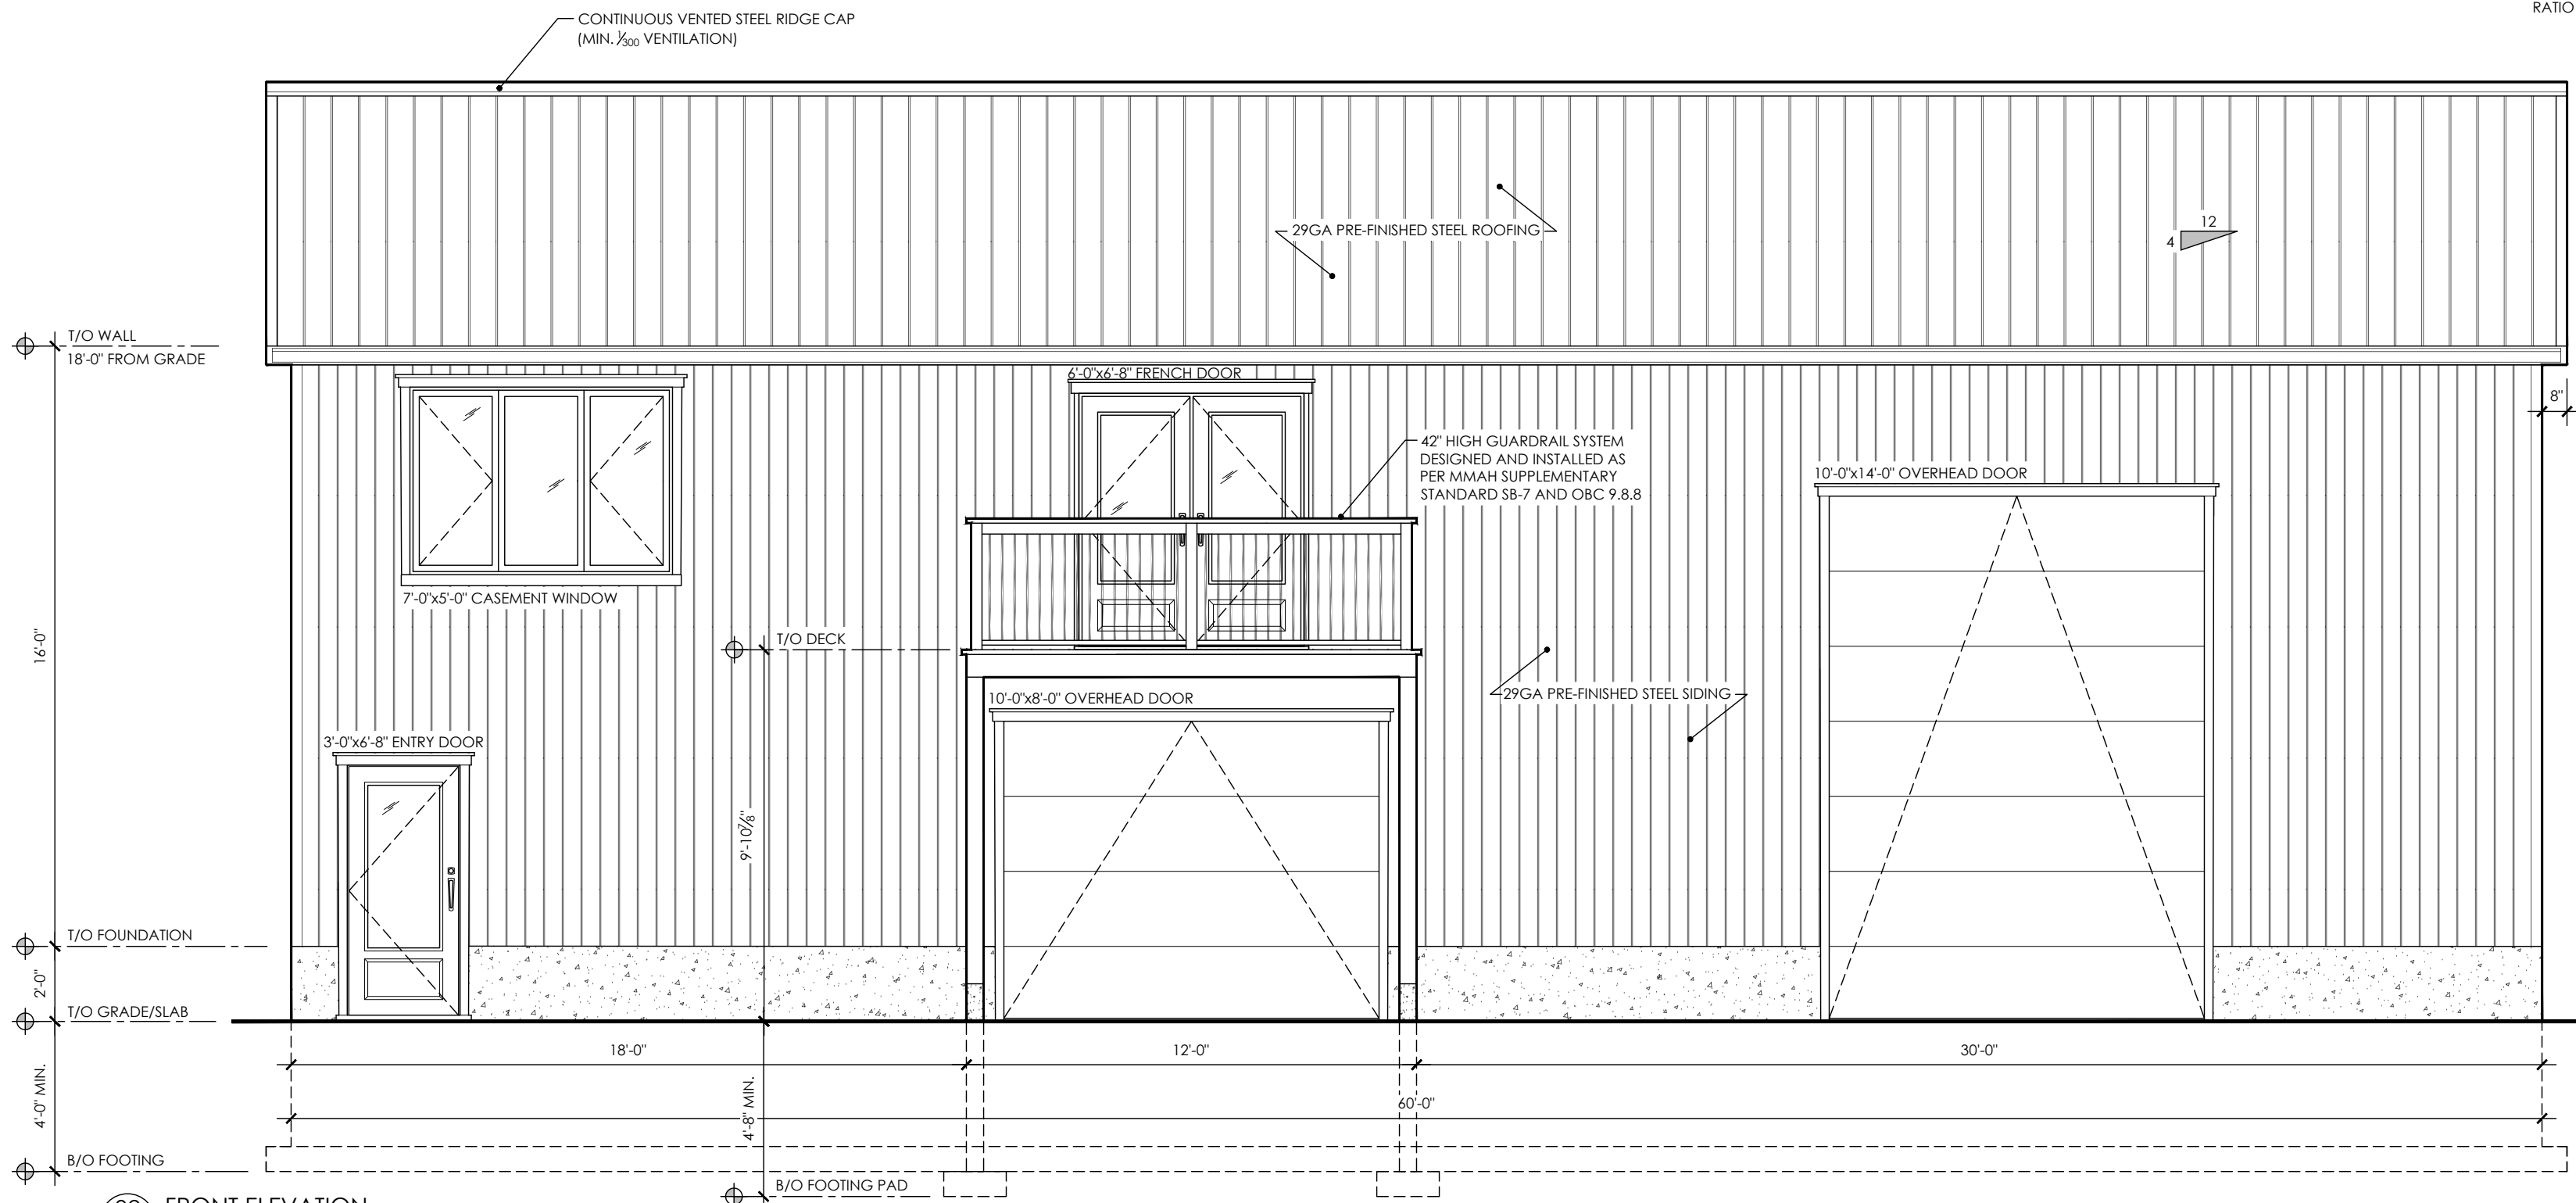 RATIO
CONTINUOUS VENTED STEEL RIDGE CAP
(MIN. 1/300 VENTILATION)
12
4
29GA PRE-FINISHED STEEL ROOFING
T/O WALL
18'-0" FROM GRADE
6'-0"x6'-8" FRENCH DOOR
8"
42" HIGH GUARDRAIL SYSTEM
DESIGNED AND INSTALLED AS
PER MMAH SUPPLEMENTARY
STANDARD SB-7 AND OBC 9.8.8
10'-0"x14'-0" OVERHEAD DOOR
7'-0"x5'-0" CASEMENT WINDOW
16'-0"
T/O DECK
29GA PRE-FINISHED STEEL SIDING
10'-0"x8'-0" OVERHEAD DOOR
3'-0"x6'-8" ENTRY DOOR
9'-10⅞"
T/O FOUNDATION
2'-0"
T/O GRADE/SLAB
18'-0"
12'-0"
30'-0"
4'-0" MIN.
4'-8" MIN.
60'-0"
B/O FOOTING
B/O FOOTING PAD
FRONT ELEVATION